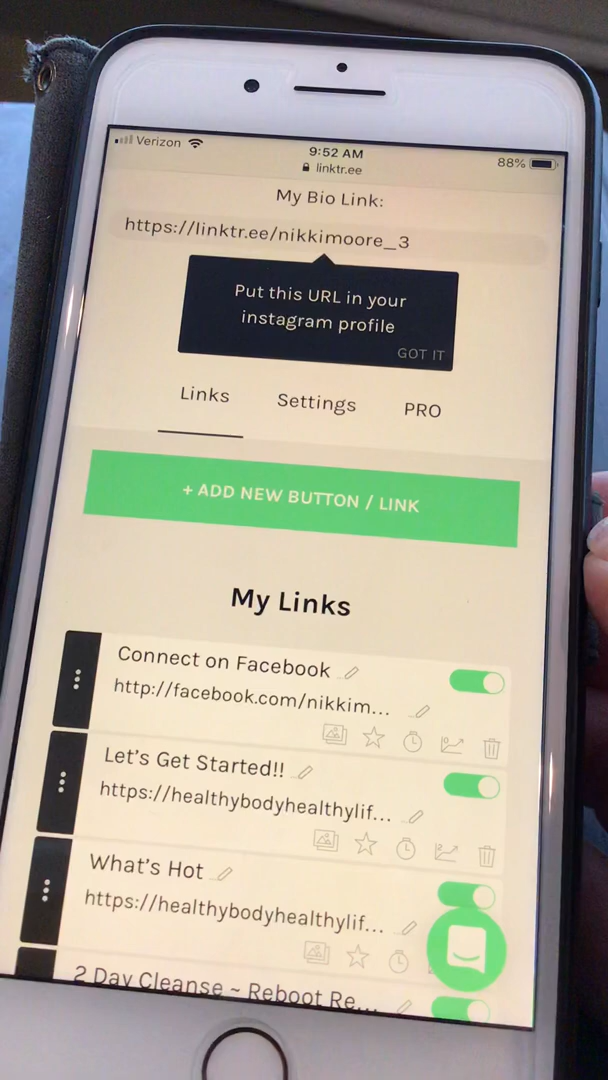 Verizon
9:52 AM
88%
linktr.ee
My Bio Link:
https://linktr.ee/nikkimoore_3
Put this URL in your
instagram profile
GOT IT
Links Settings PRO
+ ADD NEW BUTTON / LINK
My Links
Connect on Facebook
http://facebook.com/nikkim...
Let's Get Started!!
https://healthybodyhealthylif...
What's Hot
https://healthybodyhealthylif...
2 Day Cleanse ~ Reboot Re...